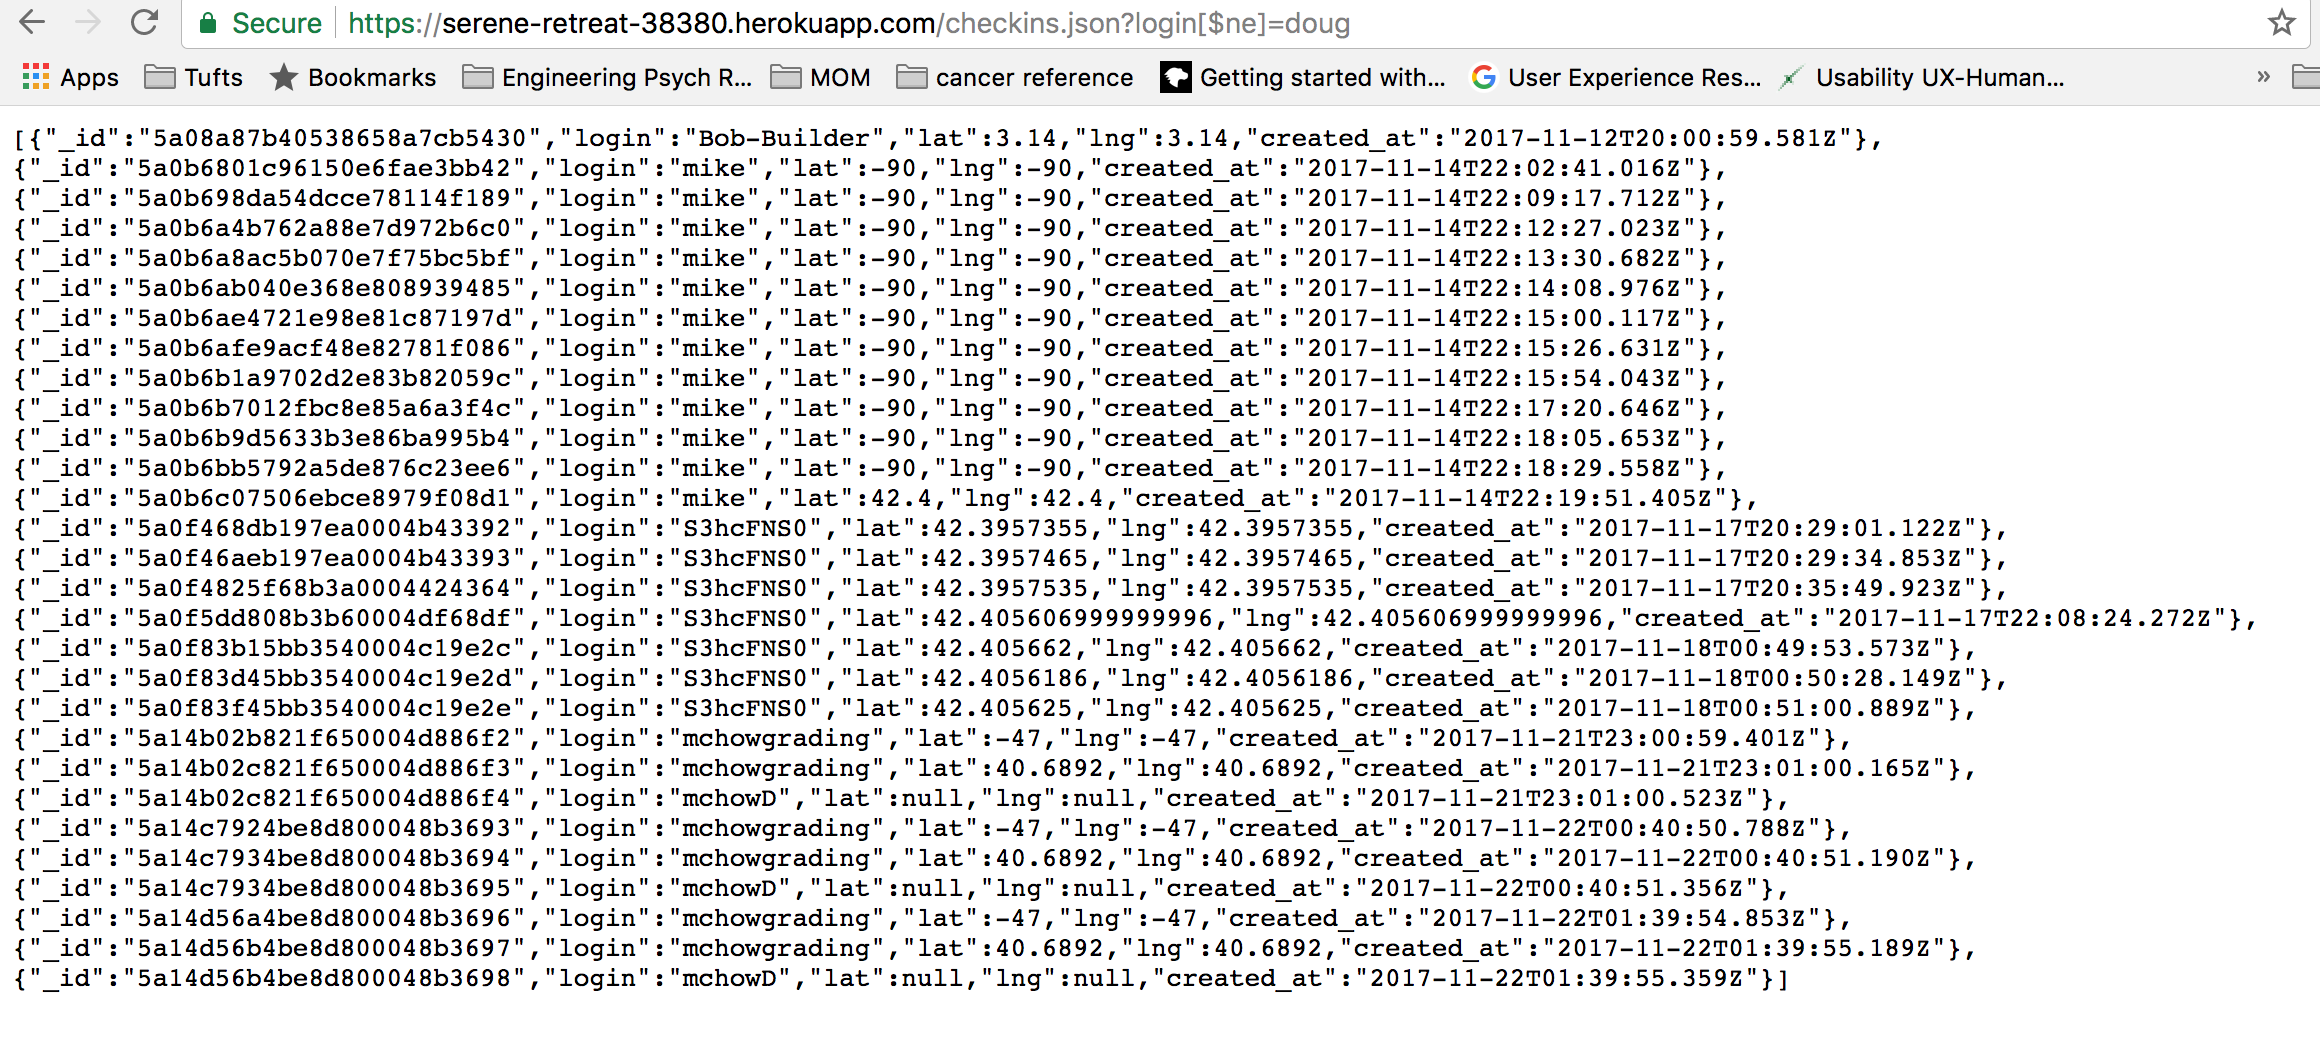 Secure https://serene-retreat-38380.herokuapp.com/checkins.json?login[$ne]=doug
Apps Tufts Bookmarks Engineering Psych R... MOM cancer reference Getting started with... User Experience Res... Usability UX-Human... »
[{"_id":"5a08a87b40538658a7cb5430","login":"Bob-Builder","lat":3.14,"lng":3.14,"created_at":"2017-11-12T20:00:59.581Z"},
{"_id":"5a0b6801c96150e6fae3bb42","login":"mike","lat":-90,"lng":-90,"created_at":"2017-11-14T22:02:41.016Z"},
{"_id":"5a0b698da54dcce78114f189","login":"mike","lat":-90,"lng":-90,"created_at":"2017-11-14T22:09:17.712Z"},
{"_id":"5a0b6a4b762a88e7d972b6c0","login":"mike","lat":-90,"lng":-90,"created_at":"2017-11-14T22:12:27.023Z"},
{"_id":"5a0b6a8ac5b070e7f75bc5bf","login":"mike","lat":-90,"lng":-90,"created_at":"2017-11-14T22:13:30.682Z"},
{"_id":"5a0b6ab040e368e808939485","login":"mike","lat":-90,"lng":-90,"created_at":"2017-11-14T22:14:08.976Z"},
{"_id":"5a0b6ae4721e98e81c87197d","login":"mike","lat":-90,"lng":-90,"created_at":"2017-11-14T22:15:00.117Z"},
{"_id":"5a0b6afe9acf48e82781f086","login":"mike","lat":-90,"lng":-90,"created_at":"2017-11-14T22:15:26.631Z"},
{"_id":"5a0b6b1a9702d2e83b82059c","login":"mike","lat":-90,"lng":-90,"created_at":"2017-11-14T22:15:54.043Z"},
{"_id":"5a0b6b7012fbc8e85a6a3f4c","login":"mike","lat":-90,"lng":-90,"created_at":"2017-11-14T22:17:20.646Z"},
{"_id":"5a0b6b9d5633b3e86ba995b4","login":"mike","lat":-90,"lng":-90,"created_at":"2017-11-14T22:18:05.653Z"},
{"_id":"5a0b6bb5792a5de876c23ee6","login":"mike","lat":-90,"lng":-90,"created_at":"2017-11-14T22:18:29.558Z"},
{"_id":"5a0b6c07506ebce8979f08d1","login":"mike","lat":42.4,"lng":42.4,"created_at":"2017-11-14T22:19:51.405Z"},
{"_id":"5a0f468db197ea0004b43392","login":"S3hcFNS0","lat":42.3957355,"lng":42.3957355,"created_at":"2017-11-17T20:29:01.122Z"},
{"_id":"5a0f46aeb197ea0004b43393","login":"S3hcFNS0","lat":42.3957465,"lng":42.3957465,"created_at":"2017-11-17T20:29:34.853Z"},
{"_id":"5a0f4825f68b3a0004424364","login":"S3hcFNS0","lat":42.3957535,"lng":42.3957535,"created_at":"2017-11-17T20:35:49.923Z"},
{"_id":"5a0f5dd808b3b60004df68df","login":"S3hcFNS0","lat":42.405606999999996,"lng":42.405606999999996,"created_at":"2017-11-17T22:08:24.272Z"},
{"_id":"5a0f83b15bb3540004c19e2c","login":"S3hcFNS0","lat":42.405662,"lng":42.405662,"created_at":"2017-11-18T00:49:53.573Z"},
{"_id":"5a0f83d45bb3540004c19e2d","login":"S3hcFNS0","lat":42.4056186,"lng":42.4056186,"created_at":"2017-11-18T00:50:28.149Z"},
{"_id":"5a0f83f45bb3540004c19e2e","login":"S3hcFNS0","lat":42.405625,"lng":42.405625,"created_at":"2017-11-18T00:51:00.889Z"},
{"_id":"5a14b02b821f650004d886f2","login":"mchowgrading","lat":-47,"lng":-47,"created_at":"2017-11-21T23:00:59.401Z"},
{"_id":"5a14b02c821f650004d886f3","login":"mchowgrading","lat":40.6892,"lng":40.6892,"created_at":"2017-11-21T23:01:00.165Z"},
{"_id":"5a14b02c821f650004d886f4","login":"mchowD","lat":null,"lng":null,"created_at":"2017-11-21T23:01:00.523Z"},
{"_id":"5a14c7924be8d800048b3693","login":"mchowgrading","lat":-47,"lng":-47,"created_at":"2017-11-22T00:40:50.788Z"},
{"_id":"5a14c7934be8d800048b3694","login":"mchowgrading","lat":40.6892,"lng":40.6892,"created_at":"2017-11-22T00:40:51.190Z"},
{"_id":"5a14c7934be8d800048b3695","login":"mchowD","lat":null,"lng":null,"created_at":"2017-11-22T00:40:51.356Z"},
{"_id":"5a14d56a4be8d800048b3696","login":"mchowgrading","lat":-47,"lng":-47,"created_at":"2017-11-22T01:39:54.853Z"},
{"_id":"5a14d56b4be8d800048b3697","login":"mchowgrading","lat":40.6892,"lng":40.6892,"created_at":"2017-11-22T01:39:55.189Z"},
{"_id":"5a14d56b4be8d800048b3698","login":"mchowD","lat":null,"lng":null,"created_at":"2017-11-22T01:39:55.359Z"}]